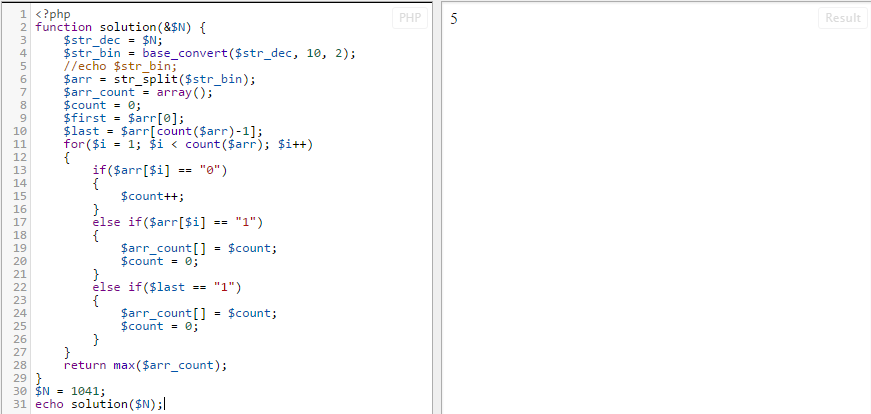 1 <?php
2 function solution(&$N) {
3 $str_dec = $N;
4 $str_bin = base_convert($str_dec, 10, 2);
5 //echo $str_bin;
6 $arr = str_split($str_bin);
7 $arr_count = array();
8 $count = 0;
9 $first = $arr[0];
10 $last = $arr[count($arr)-1];
11 for($i = 1; $i < count($arr); $i++)
12 {
13 if($arr[$i] == "0")
14 {
15 $count++;
16 }
17 else if($arr[$i] == "1")
18 {
19 $arr_count[] = $count;
20 $count = 0;
21 }
22 else if($last == "1")
23 {
24 $arr_count[] = $count;
25 $count = 0;
26 }
27 }
28 return max($arr_count);
29 }
30 $N = 1041;
31 echo solution($N);
PHP
5
Result